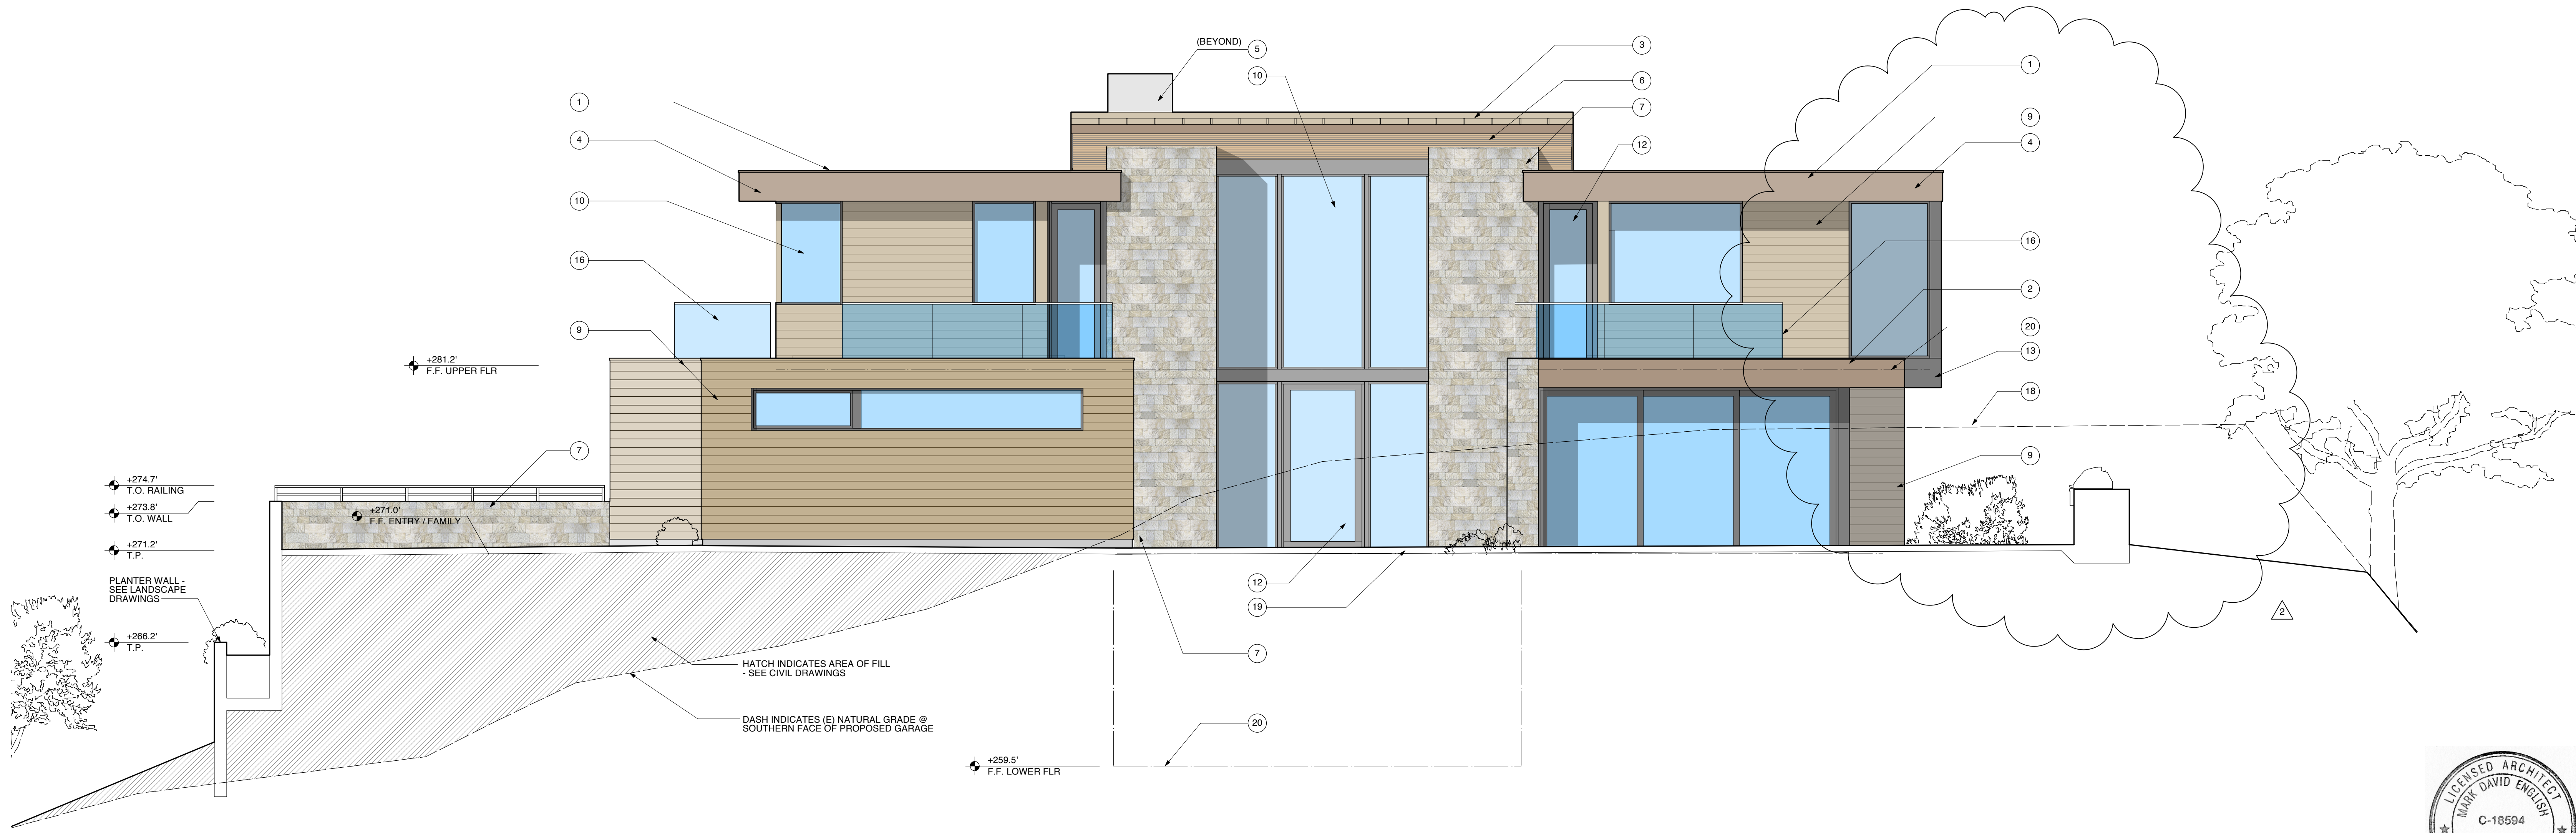 (BEYOND) 5
10
3
6
7
12
1
4
10
16
9
1
9
4
16
2
20
13
18
9
+281.2'
F.F. UPPER FLR
7
+274.7'
T.O. RAILING
+273.8'
T.O. WALL
+271.0'
F.F. ENTRY / FAMILY
+271.2'
T.P.
PLANTER WALL -
SEE LANDSCAPE
DRAWINGS
+266.2'
T.P.
12
19
7
20
HATCH INDICATES AREA OF FILL
- SEE CIVIL DRAWINGS
DASH INDICATES (E) NATURAL GRADE @
SOUTHERN FACE OF PROPOSED GARAGE
+259.5'
F.F. LOWER FLR
2
LICENSED ARCHITECT
MARK DAVID ENGLISH
C-18594